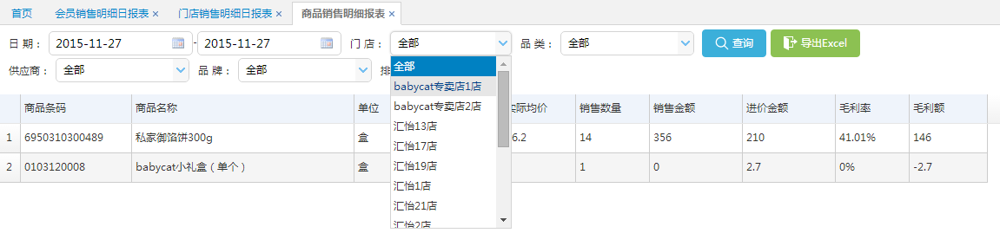 首页 会员销售明细日报表 × 门店销售明细日报表 × 商品销售明细报表 ×
日 期： 2015-11-27 - 2015-11-27 门 店： 全部 品 类： 全部 查询 导出Excel
供应商： 全部 品 牌： 全部 排
全部
babycat专卖店1店
babycat专卖店2店
汇怡13店
汇怡17店
汇怡19店
汇怡1店
汇怡21店
汇怡2店
商品条码 商品名称 单位 实际均价 销售数量 销售金额 进价金额 毛利率 毛利额
1 6950310300489 私家御馅饼300g 盒 6.2 14 356 210 41.01% 146
2 0103120008 babycat小礼盒（单个） 盒 1 0 2.7 0% -2.7